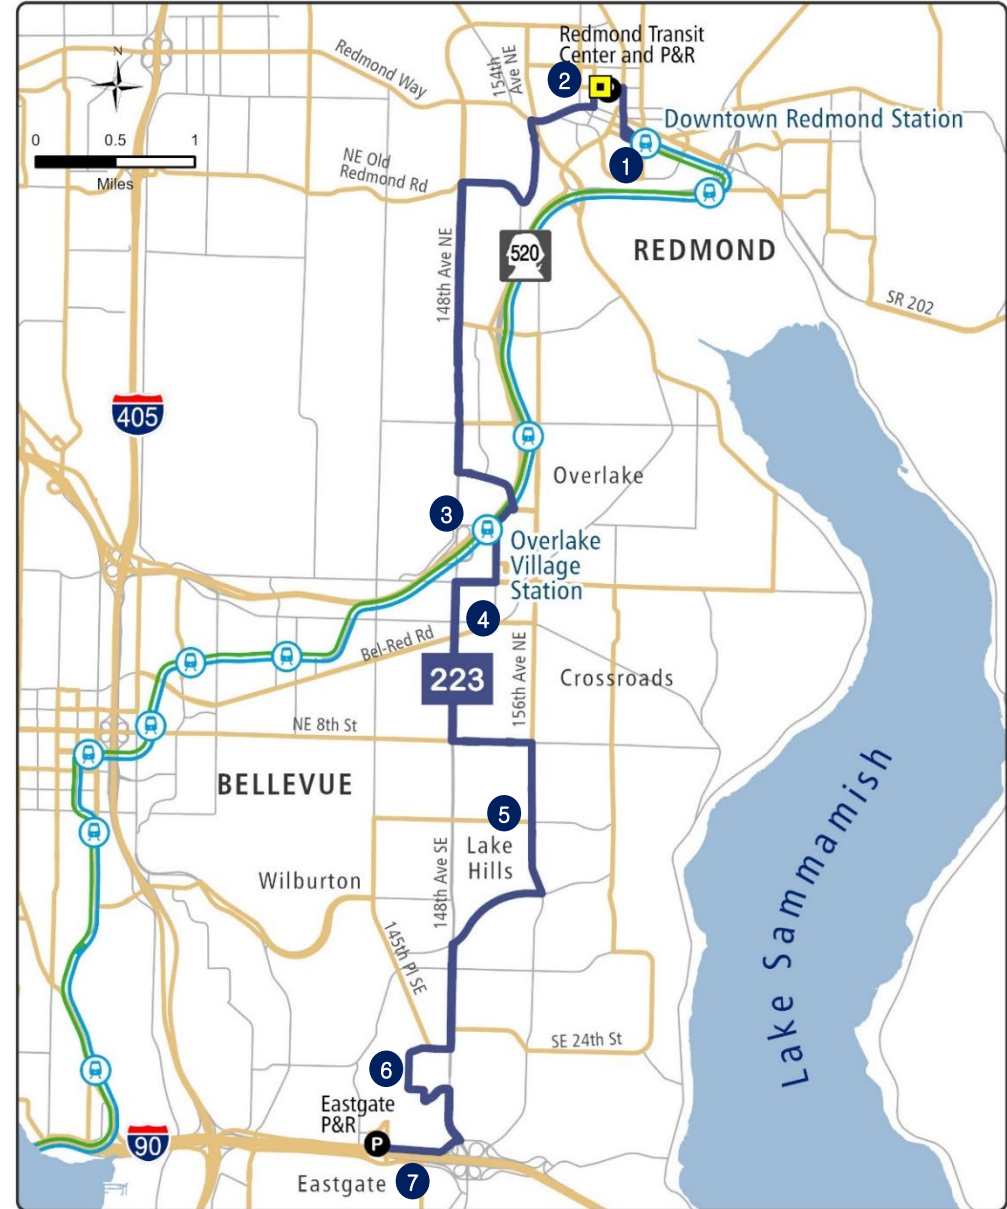 Redmond Transit
Center and P&R
2
154th
Ave NE
Redmond Way
N
Downtown Redmond Station
0 0.5 1
Miles
1
NE Old
Redmond Rd
520
REDMOND
148th Ave NE
SR 202
405
Overlake
3
Overlake
Village
Station
4
Bel-Red Rd
156th Ave NE
223
Crossroads
NE 8th St
BELLEVUE
5
Lake
Hills
148th Ave SE
Wilburton
Lake Sammamish
145th Pl SE
SE 24th St
6
Eastgate
P&R
P
90
Eastgate
7